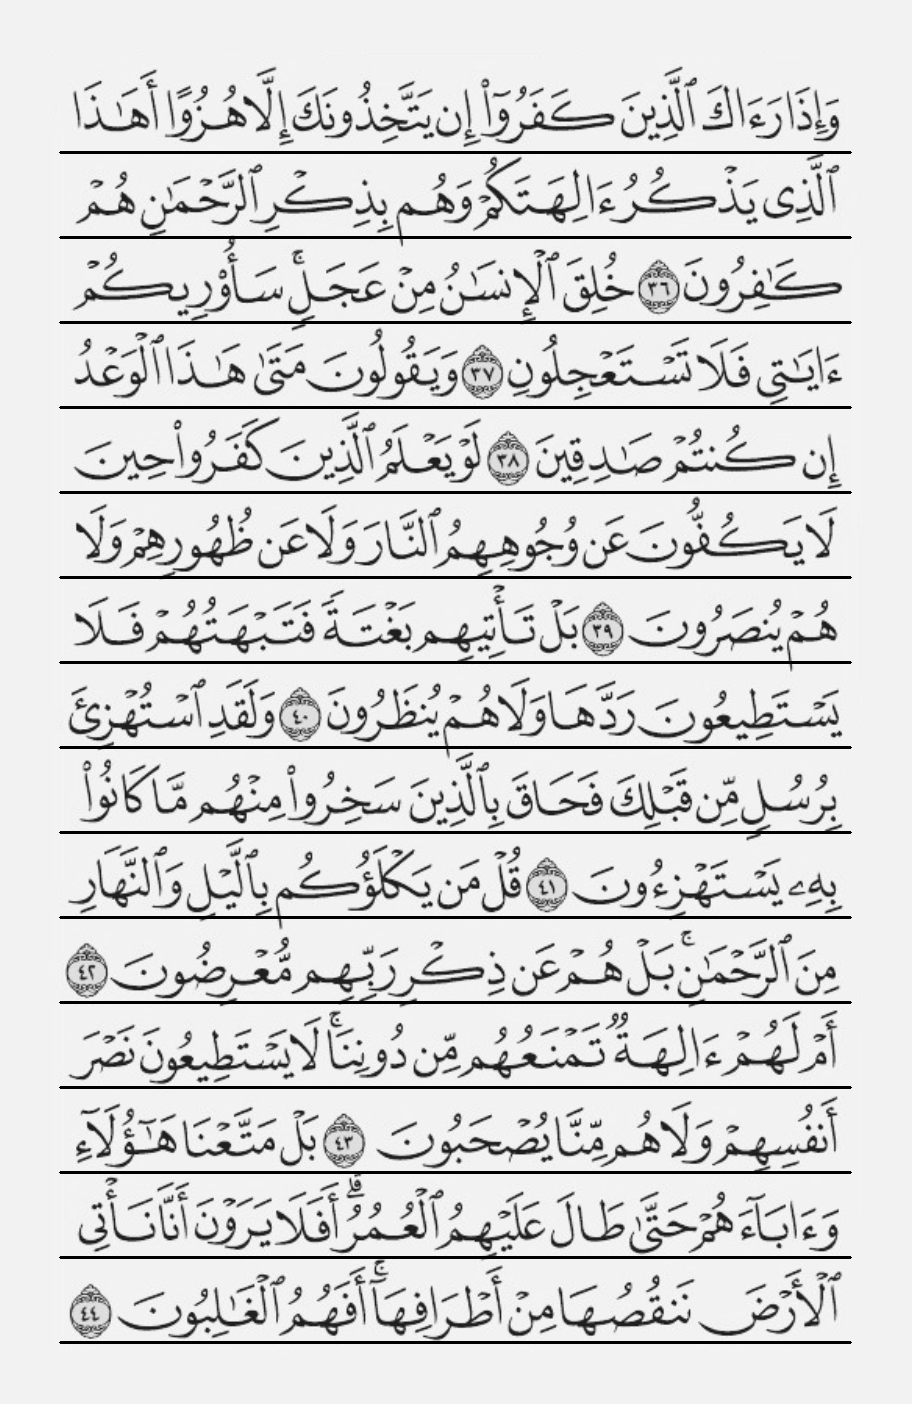 وَإِذَا رَءَاكَ ٱلَّذِينَ كَفَرُوٓا۟ إِن يَتَّخِذُونَكَ إِلَّا هُزُوًا أَهَـٰذَا
ٱلَّذِى يَذْكُرُ ءَالِهَتَكُمْ وَهُم بِذِكْرِ ٱلرَّحْمَـٰنِ هُمْ
كَـٰفِرُونَ ٣٦ خُلِقَ ٱلْإِنسَـٰنُ مِنْ عَجَلٍ ۚ سَأُو۟رِيكُمْ
ءَايَـٰتِى فَلَا تَسْتَعْجِلُونِ ٣٧ وَيَقُولُونَ مَتَىٰ هَـٰذَا ٱلْوَعْدُ
إِن كُنتُمْ صَـٰدِقِينَ ٣٨ لَوْ يَعْلَمُ ٱلَّذِينَ كَفَرُوا۟ حِينَ
لَا يَكُفُّونَ عَن وُجُوهِهِمُ ٱلنَّارَ وَلَا عَن ظُهُورِهِمْ وَلَا
هُمْ يُنصَرُونَ ٣٩ بَلْ تَأْتِيهِم بَغْتَةً فَتَبْهَتُهُمْ فَلَا
يَسْتَطِيعُونَ رَدَّهَا وَلَا هُمْ يُنظَرُونَ ٤٠ وَلَقَدِ ٱسْتُهْزِئَ
بِرُسُلٍ مِّن قَبْلِكَ فَحَاقَ بِٱلَّذِينَ سَخِرُوا۟ مِنْهُم مَّا كَانُوا۟
بِهِۦ يَسْتَهْزِءُونَ ٤١ قُلْ مَن يَكْلَؤُكُم بِٱلَّيْلِ وَٱلنَّهَارِ
مِنَ ٱلرَّحْمَـٰنِ ۚ بَلْ هُمْ عَن ذِكْرِ رَبِّهِم مُّعْرِضُونَ ٤٢
أَمْ لَهُمْ ءَالِهَةٌ تَمْنَعُهُم مِّن دُونِنَا ۚ لَا يَسْتَطِيعُونَ نَصْرَ
أَنفُسِهِمْ وَلَا هُم مِّنَّا يُصْحَبُونَ ٤٣ بَلْ مَتَّعْنَا هَـٰٓؤُلَآءِ
وَءَابَآءَهُمْ حَتَّىٰ طَالَ عَلَيْهِمُ ٱلْعُمُرُ ۗ أَفَلَا يَرَوْنَ أَنَّا نَأْتِى
ٱلْأَرْضَ نَنقُصُهَا مِنْ أَطْرَافِهَآ ۚ أَفَهُمُ ٱلْغَـٰلِبُونَ ٤٤